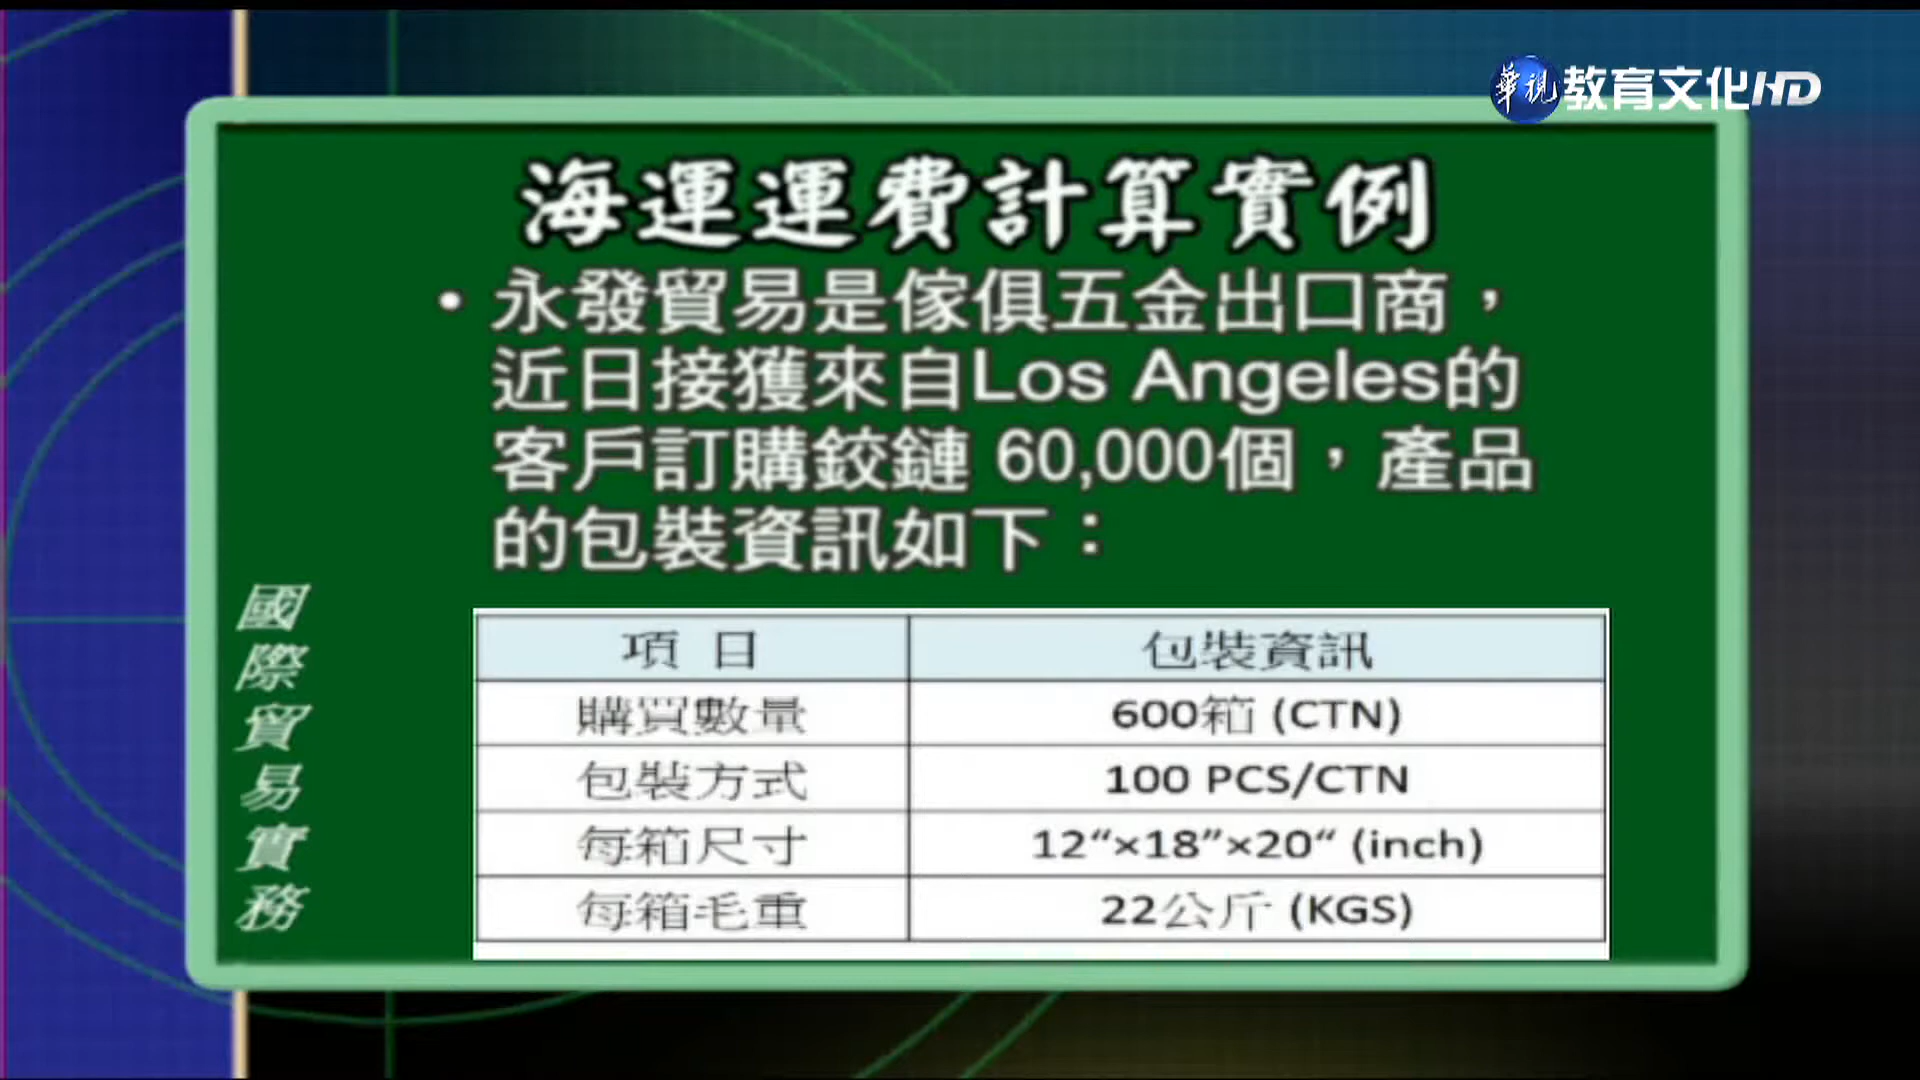 華視 教育文化HD
海運運費計算實例
• 永發貿易是傢俱五金出口商，
近日接獲來自Los Angeles的
客戶訂購鉸鏈 60,000個，產品
的包裝資訊如下：
項 目 包裝資訊
購買數量 600箱 (CTN)
包裝方式 100 PCS/CTN
每箱尺寸 12“×18”×20“ (inch)
每箱毛重 22公斤 (KGS)
國際貿易實務